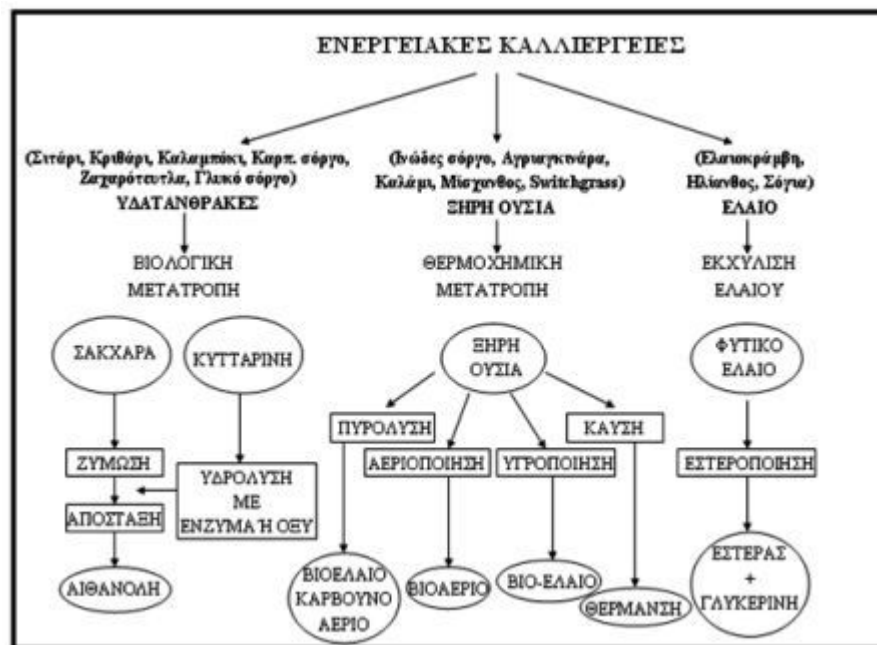 ΕΝΕΡΓΕΙΑΚΕΣ ΚΑΛΛΙΕΡΓΕΙΕΣ
(Σιτάρι, Κριθάρι, Καλαμπόκι, Καρπ. σόργο,
Ζαχαρότευτλα, Γλυκό σόργο)
ΥΔΑΤΑΝΘΡΑΚΕΣ
(Ινώδες σόργο, Αγριαγκινάρα,
Καλάμι, Μίσχανθος, Switchgrass)
ΞΗΡΗ ΟΥΣΙΑ
(Ελαιοκράμβη,
Ηλίανθος, Σόγια)
ΕΛΑΙΟ
ΒΙΟΛΟΓΙΚΗ
ΜΕΤΑΤΡΟΠΗ
ΘΕΡΜΟΧΗΜΙΚΗ
ΜΕΤΑΤΡΟΠΗ
ΕΚΧΥΛΙΣΗ
ΕΛΑΙΟΥ
ΣΑΚΧΑΡΑ
ΚΥΤΤΑΡΙΝΗ
ΞΗΡΗ
ΟΥΣΙΑ
ΦΥΤΙΚΟ
ΕΛΑΙΟ
ΠΥΡΟΛΥΣΗ
ΚΑΥΣΗ
ΖΥΜΩΣΗ
ΑΕΡΙΟΠΟΙΗΣΗ
ΥΓΡΟΠΟΙΗΣΗ
ΕΣΤΕΡΟΠΟΙΗΣΗ
ΥΔΡΟΛΥΣΗ
ΜΕ
ΕΝΖΥΜΑ Ή ΟΞΥ
ΑΠΟΣΤΑΞΗ
ΑΙΘΑΝΟΛΗ
ΒΙΟΕΛΑΙΟ
ΚΑΡΒΟΥΝΟ
ΑΕΡΙΟ
ΒΙΟΑΕΡΙΟ
ΒΙΟ-ΕΛΑΙΟ
ΘΕΡΜΑΝΣΗ
ΕΣΤΕΡΑΣ
+
ΓΛΥΚΕΡΙΝΗ